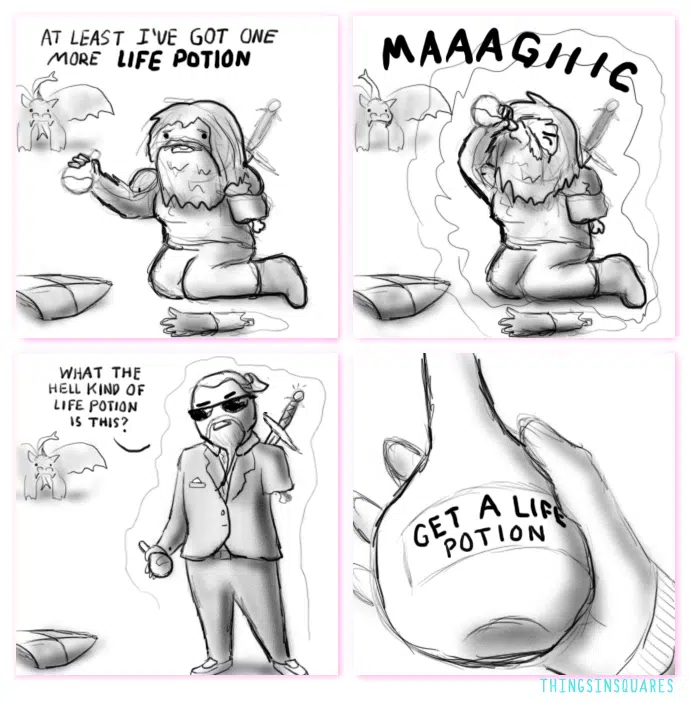 AT LEAST I'VE GOT ONE
MORE LIFE POTION
MAAAGIIIC
WHAT THE
HELL KIND OF
LIFE POTION
IS THIS?
GET A LIFE
POTION
THINGSINSQUARES